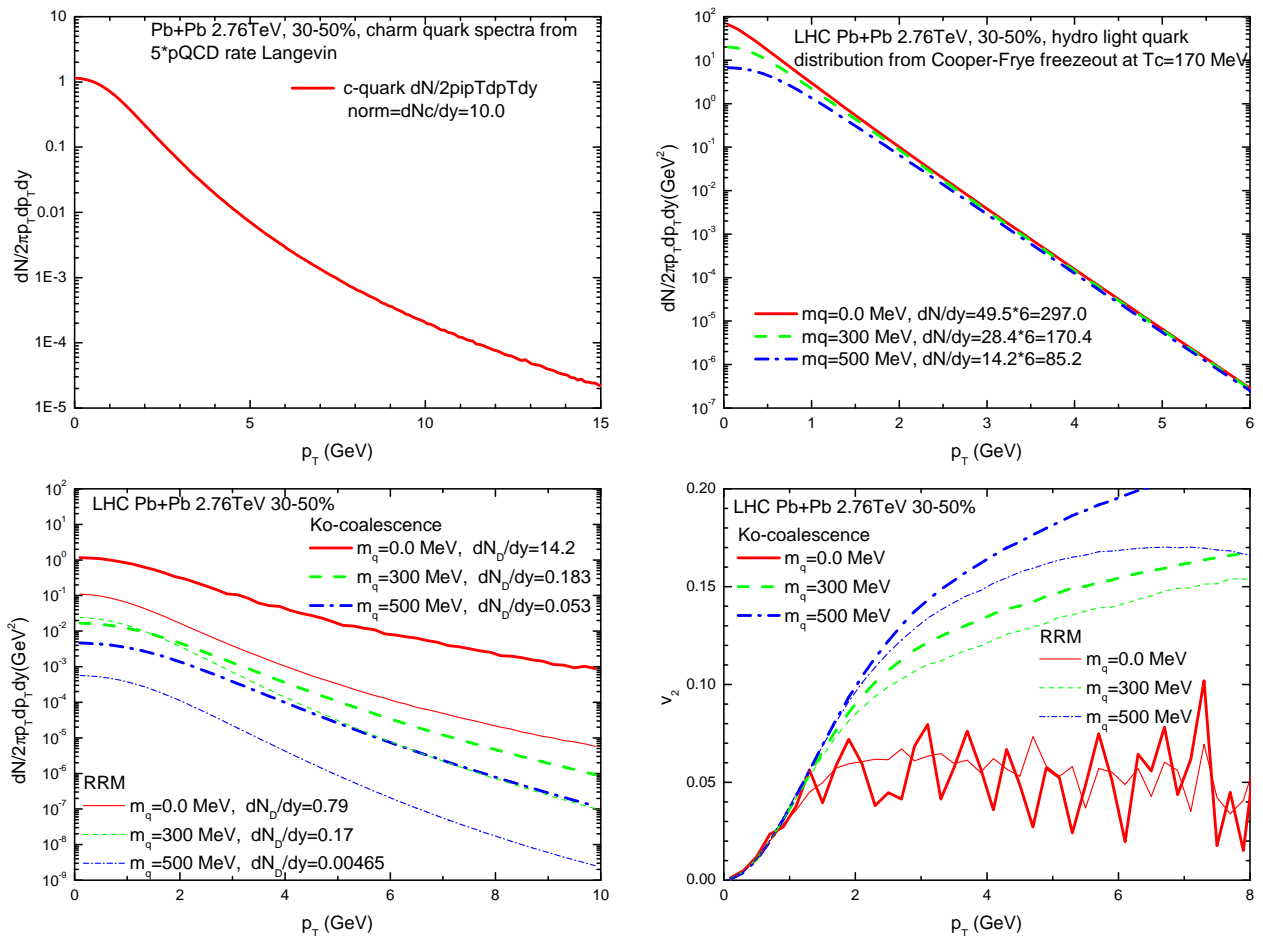 Pb+Pb 2.76TeV, 30-50%, charm quark spectra from
5*pQCD rate Langevin
c-quark dN/2pipTdpTdy
norm=dNc/dy=10.0
10
1
0.1
0.01
1E-3
1E-4
1E-5
0 5 10 15
dN/2πp_T dp_T dy
p_T (GeV)
LHC Pb+Pb 2.76TeV, 30-50%, hydro light quark
distribution from Cooper-Frye freezeout at Tc=170 MeV
mq=0.0 MeV, dN/dy=49.5*6=297.0
mq=300 MeV, dN/dy=28.4*6=170.4
mq=500 MeV, dN/dy=14.2*6=85.2
10^2
10^1
10^0
10^-1
10^-2
10^-3
10^-4
10^-5
10^-6
10^-7
0 1 2 3 4 5 6
dN/2πp_T dp_T dy(GeV^2)
p_T (GeV)
LHC Pb+Pb 2.76TeV 30-50%
Ko-coalescence
m_q=0.0 MeV, dN_D/dy=14.2
m_q=300 MeV, dN_D/dy=0.183
m_q=500 MeV, dN_D/dy=0.053
RRM
m_q=0.0 MeV, dN_D/dy=0.79
m_q=300 MeV, dN_D/dy=0.17
m_q=500 MeV, dN_D/dy=0.00465
10^2
10^1
10^0
10^-1
10^-2
10^-3
10^-4
10^-5
10^-6
10^-7
10^-8
10^-9
0 2 4 6 8 10
dN/2πp_T dp_T dy(GeV^2)
p_T (GeV)
LHC Pb+Pb 2.76TeV 30-50%
Ko-coalescence
m_q=0.0 MeV
m_q=300 MeV
m_q=500 MeV
RRM
m_q=0.0 MeV
m_q=300 MeV
m_q=500 MeV
0.20
0.15
0.10
0.05
0.00
0 2 4 6 8
v_2
p_T (GeV)